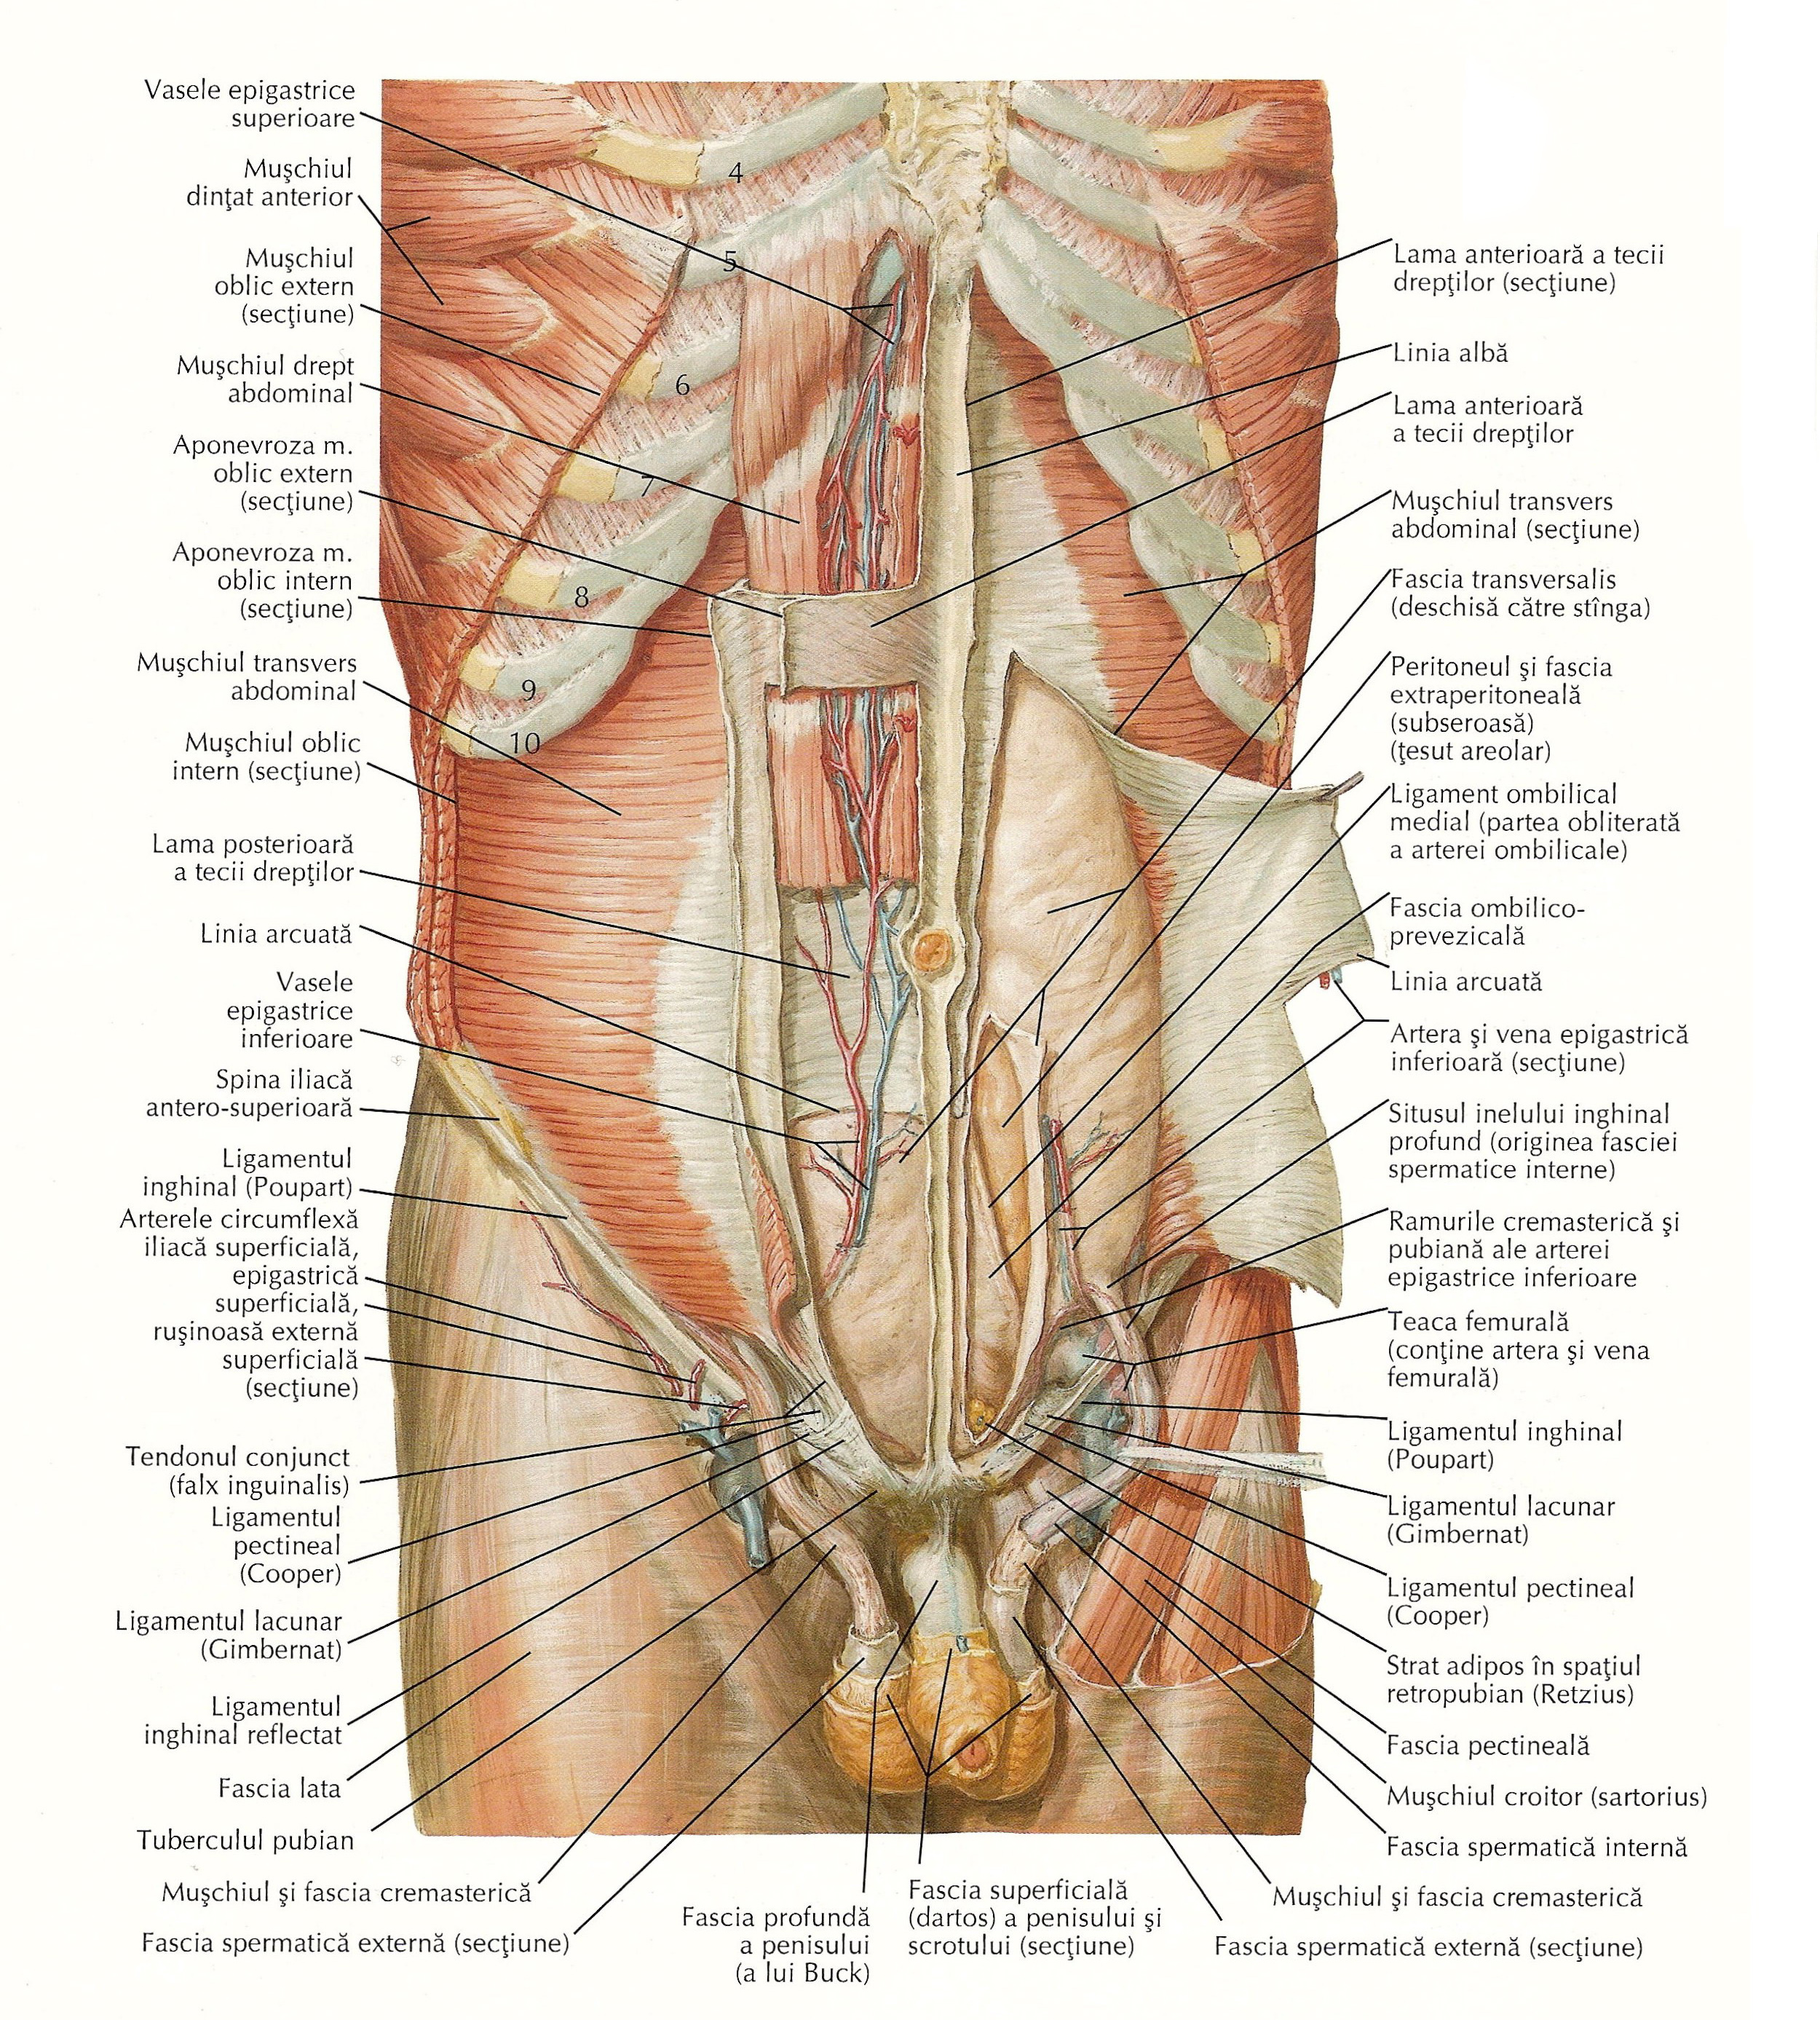 Vasele epigastrice
superioare
Muşchiul
dinţat anterior
Muşchiul
oblic extern
(secţiune)
Muşchiul drept
abdominal
Aponevroza m.
oblic extern
(secţiune)
Aponevroza m.
oblic intern
(secţiune)
Muşchiul transvers
abdominal
Muşchiul oblic
intern (secţiune)
Lama posterioară
a tecii drepţilor
Linia arcuată
Vasele
epigastrice
inferioare
Spina iliacă
antero-superioară
Ligamentul
inghinal (Poupart)
Arterele circumflexă
iliacă superficială,
epigastrică
superficială,
ruşinoasă externă
superficială
(secţiune)
Tendonul conjunct
(falx inguinalis)
Ligamentul
pectineal
(Cooper)
Ligamentul lacunar
(Gimbernat)
Ligamentul
inghinal reflectat
Fascia lata
Tuberculul pubian
Muşchiul şi fascia cremasterică
Fascia spermatică externă (secţiune)
4
5
6
7
8
9
10
Fascia profundă
a penisului
(a lui Buck)
Fascia superficială
(dartos) a penisului şi
scrotului (secţiune)
Lama anterioară a tecii
drepţilor (secţiune)
Linia albă
Lama anterioară
a tecii drepţilor
Muşchiul transvers
abdominal (secţiune)
Fascia transversalis
(deschisă către stînga)
Peritoneul şi fascia
extraperitoneală
(subseroasă)
(ţesut areolar)
Ligament ombilical
medial (partea obliterată
a arterei ombilicale)
Fascia ombilico-
prevezicală
Linia arcuată
Artera şi vena epigastrică
inferioară (secţiune)
Situsul inelului inghinal
profund (originea fasciei
spermatice interne)
Ramurile cremasterică şi
pubiană ale arterei
epigastrice inferioare
Teaca femurală
(conţine artera şi vena
femurală)
Ligamentul inghinal
(Poupart)
Ligamentul lacunar
(Gimbernat)
Ligamentul pectineal
(Cooper)
Strat adipos în spaţiul
retropubian (Retzius)
Fascia pectineală
Muşchiul croitor (sartorius)
Fascia spermatică internă
Muşchiul şi fascia cremasterică
Fascia spermatică externă (secţiune)